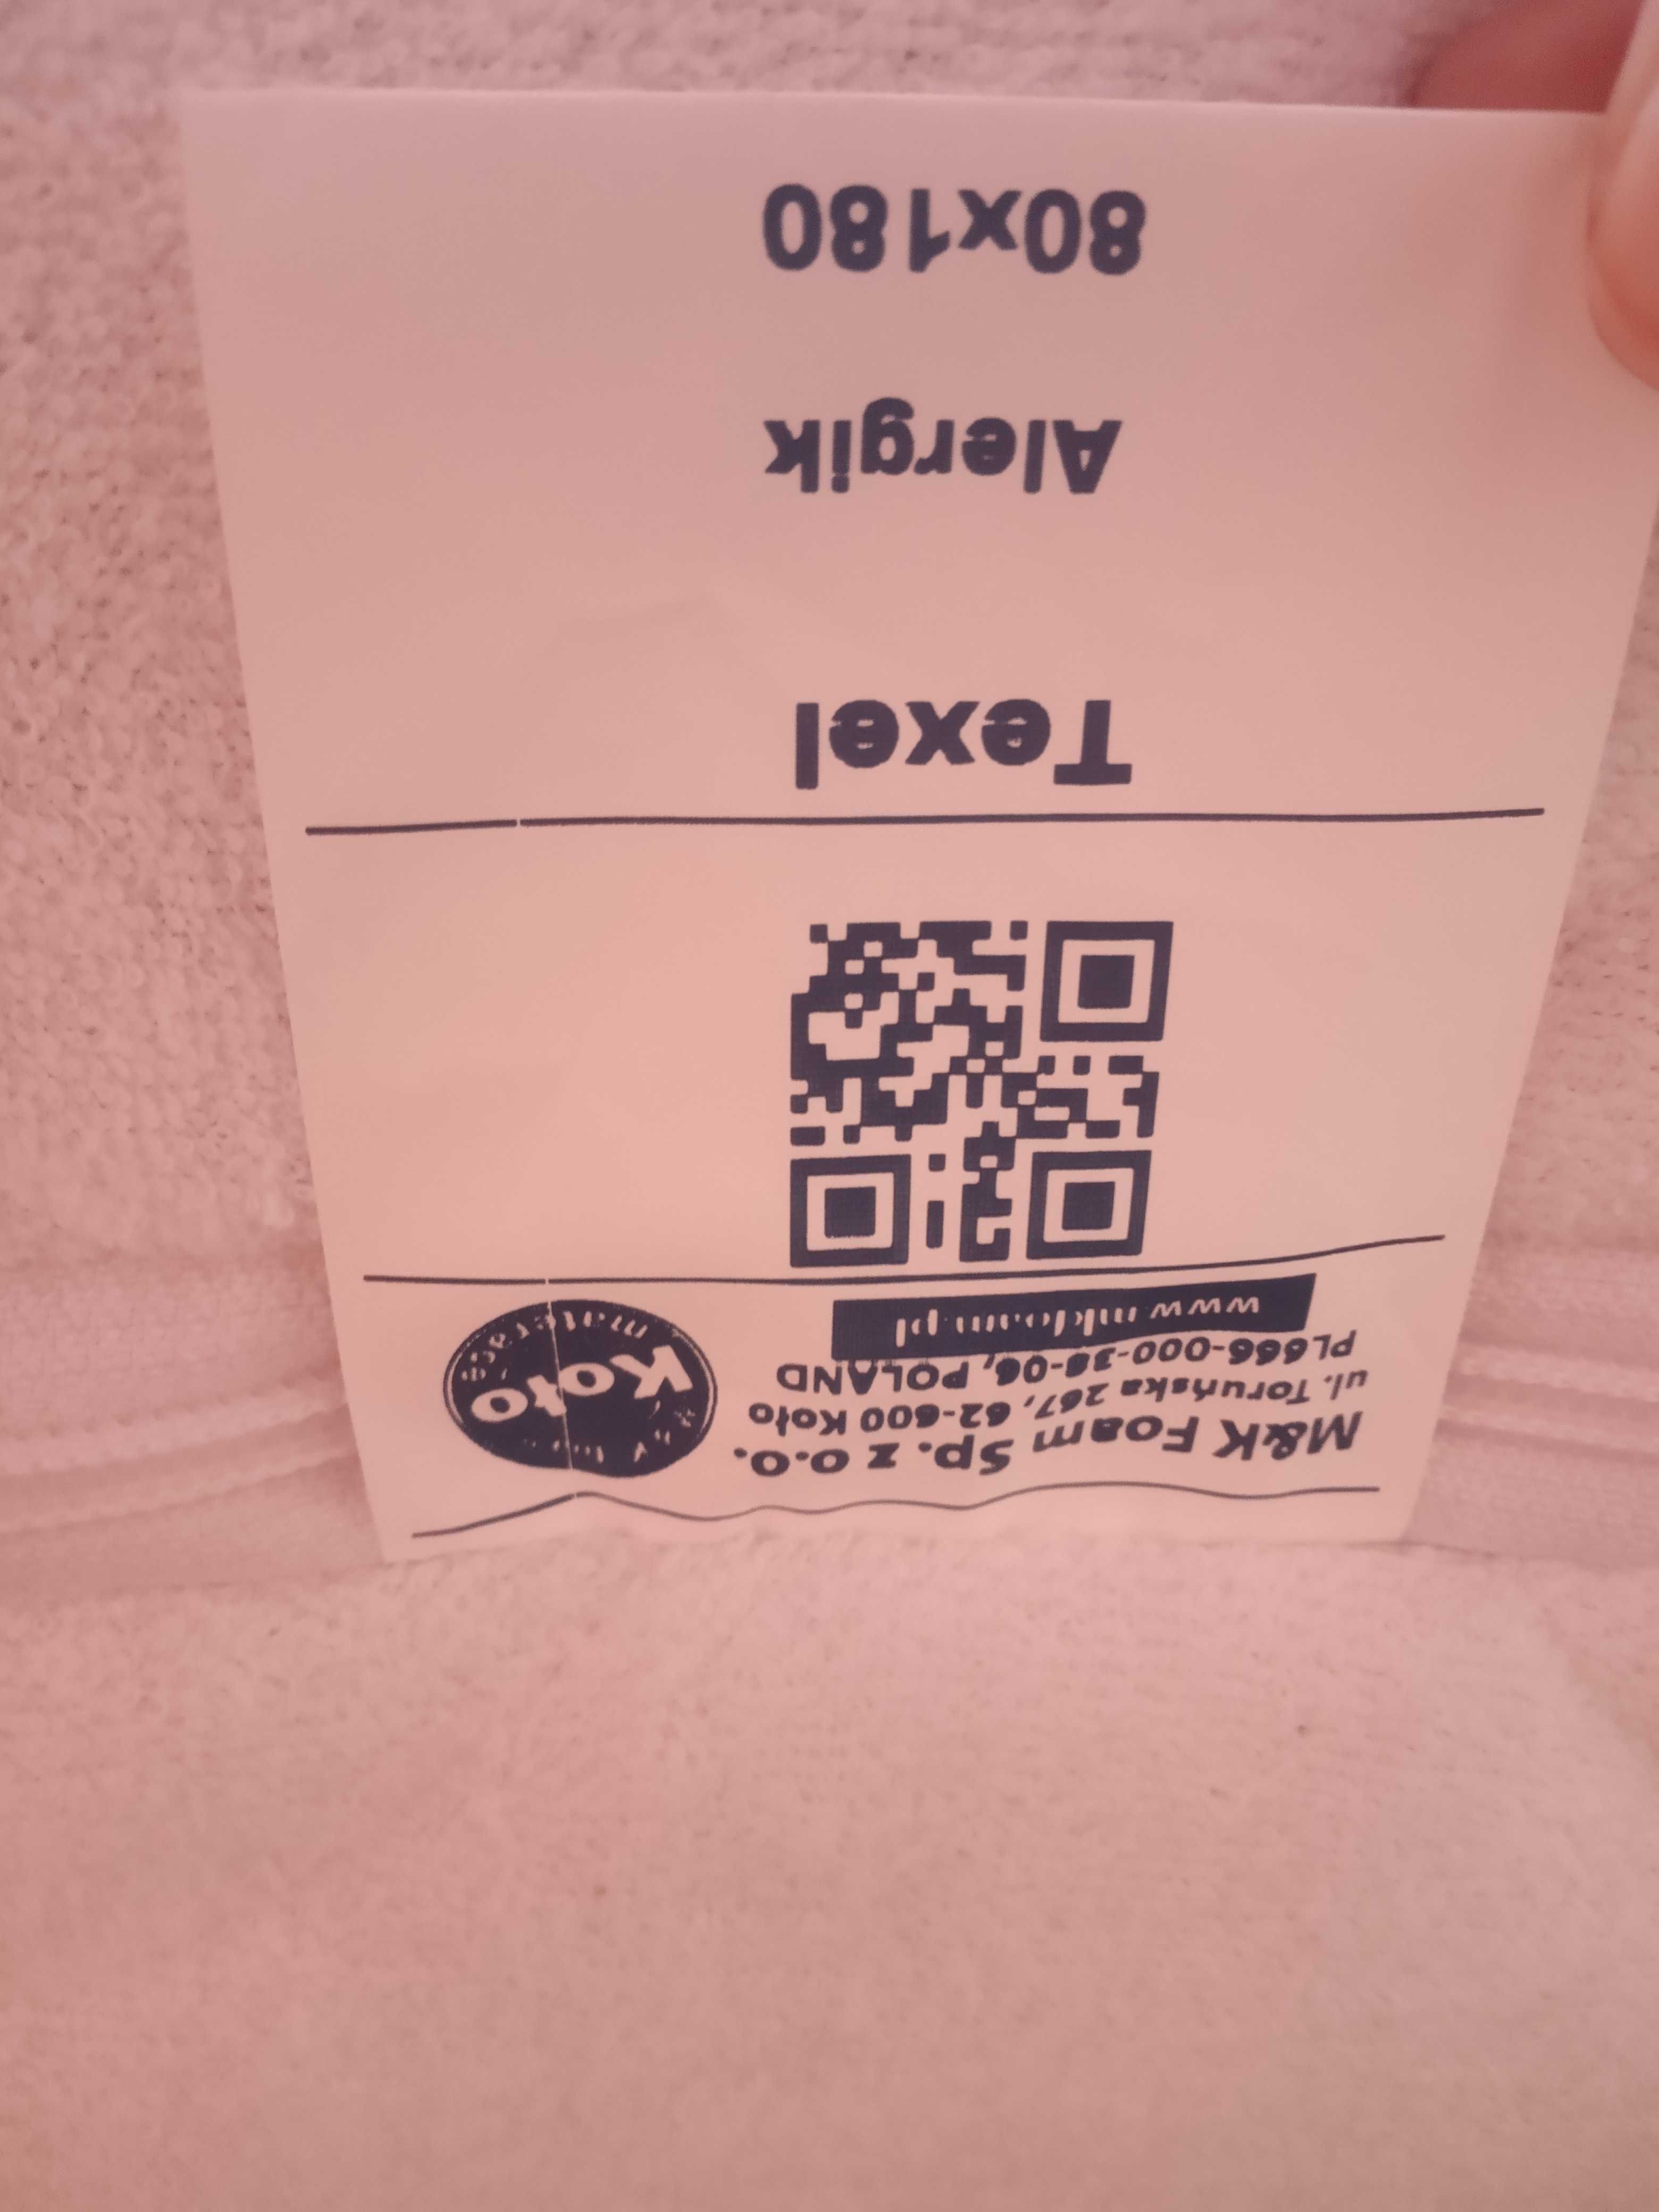 M&K Foam Sp. z o.o.
ul. Toruńska 267, 62-600 Koło
PL666-000-38-06, POLAND
www.mkfoam.pl
Koło
materace
Texel
Alergik
80x180